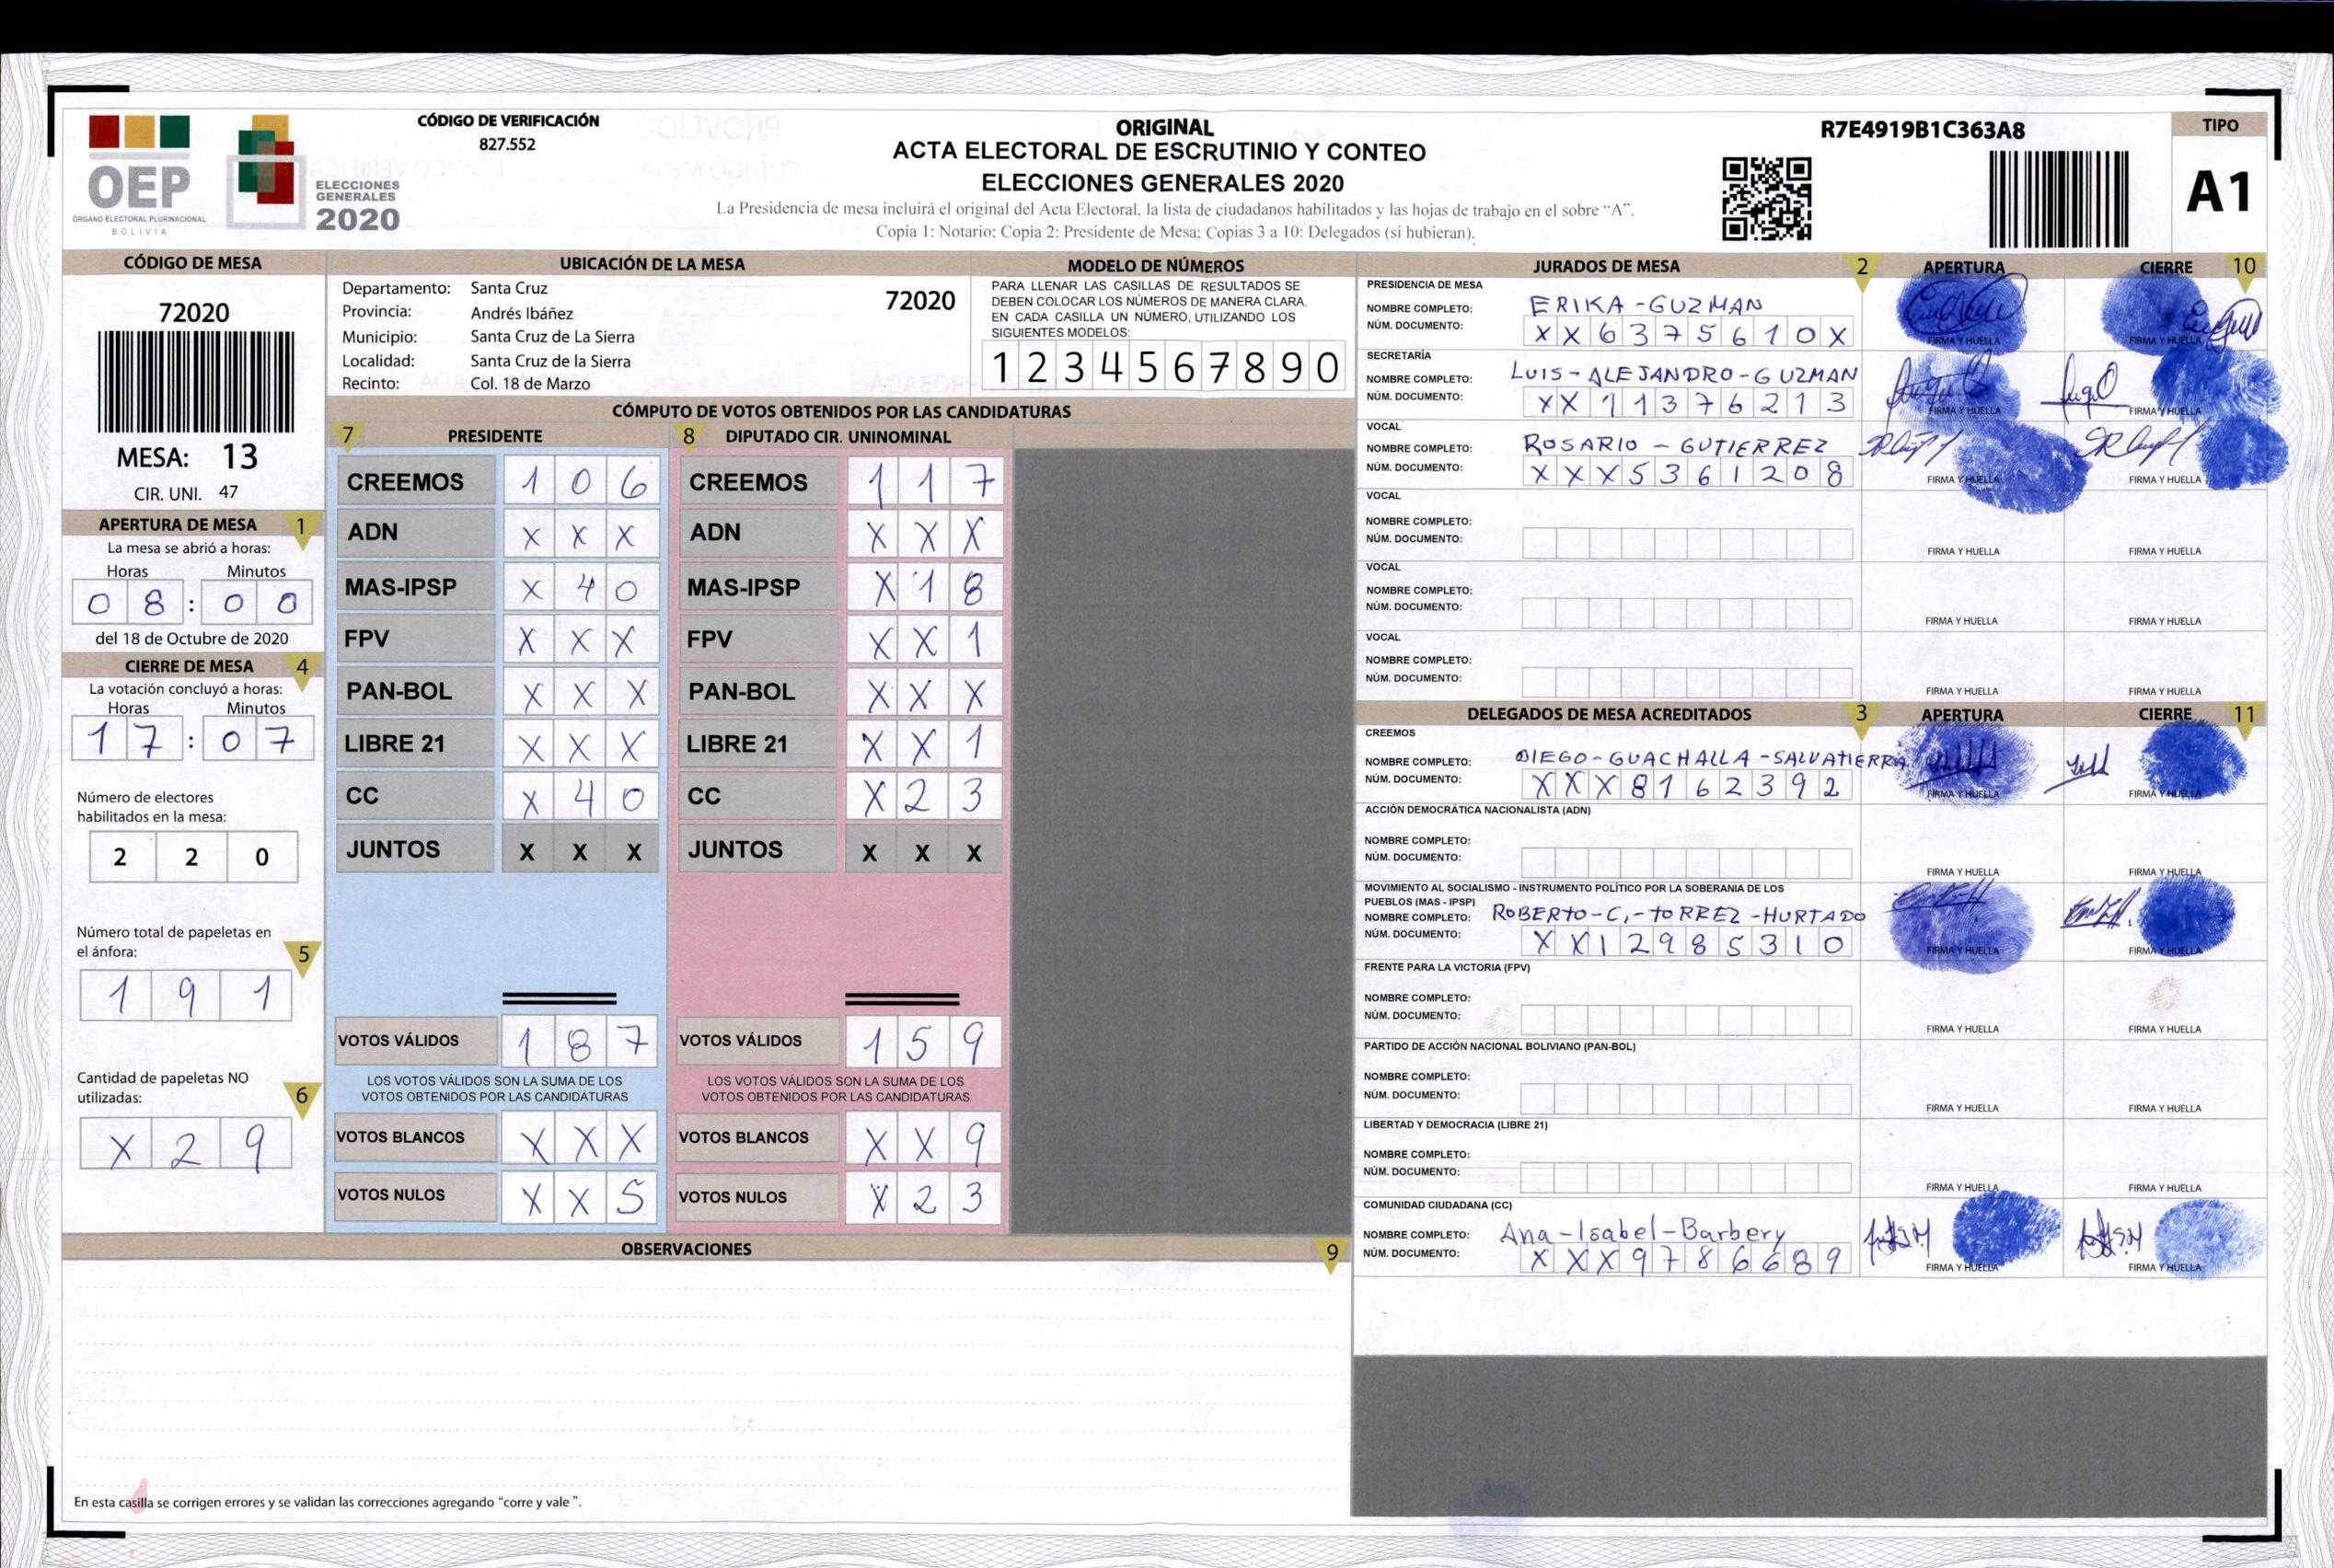 CÓDIGO DE VERIFICACIÓN
827.552
OEP
ÓRGANO ELECTORAL PLURINACIONAL
BOLIVIA
ELECCIONES
GENERALES
2020
ORIGINAL
ACTA ELECTORAL DE ESCRUTINIO Y CONTEO
ELECCIONES GENERALES 2020
La Presidencia de mesa incluirá el original del Acta Electoral, la lista de ciudadanos habilitados y las hojas de trabajo en el sobre "A".
Copia 1: Notario; Copia 2: Presidente de Mesa; Copias 3 a 10: Delegados (si hubieran).
R7E4919B1C363A8
TIPO
A1
CÓDIGO DE MESA
72020
MESA: 13
CIR. UNI. 47
APERTURA DE MESA 1
La mesa se abrió a horas:
Horas Minutos
0 8 : 0 0
del 18 de Octubre de 2020
CIERRE DE MESA 4
La votación concluyó a horas:
Horas Minutos
1 7 : 0 7
Número de electores
habilitados en la mesa:
2 2 0
Número total de papeletas en
el ánfora: 5
1 9 1
Cantidad de papeletas NO
utilizadas: 6
X 2 9
UBICACIÓN DE LA MESA
Departamento: Santa Cruz
Provincia: Andrés Ibáñez
Municipio: Santa Cruz de La Sierra
Localidad: Santa Cruz de la Sierra
Recinto: Col. 18 de Marzo
72020
MODELO DE NÚMEROS
PARA LLENAR LAS CASILLAS DE RESULTADOS SE
DEBEN COLOCAR LOS NÚMEROS DE MANERA CLARA.
EN CADA CASILLA UN NÚMERO, UTILIZANDO LOS
SIGUIENTES MODELOS:
1 2 3 4 5 6 7 8 9 0
CÓMPUTO DE VOTOS OBTENIDOS POR LAS CANDIDATURAS
7 PRESIDENTE
CREEMOS 1 0 6
ADN X X X
MAS-IPSP X 4 0
FPV X X X
PAN-BOL X X X
LIBRE 21 X X X
CC X 4 0
JUNTOS X X X
VOTOS VÁLIDOS 1 8 7
LOS VOTOS VÁLIDOS SON LA SUMA DE LOS
VOTOS OBTENIDOS POR LAS CANDIDATURAS
VOTOS BLANCOS X X X
VOTOS NULOS X X 5
8 DIPUTADO CIR. UNINOMINAL
CREEMOS 1 1 7
ADN X X X
MAS-IPSP X 1 8
FPV X X 1
PAN-BOL X X X
LIBRE 21 X X 1
CC X 2 3
JUNTOS X X X
VOTOS VÁLIDOS 1 5 9
LOS VOTOS VÁLIDOS SON LA SUMA DE LOS
VOTOS OBTENIDOS POR LAS CANDIDATURAS
VOTOS BLANCOS X X 9
VOTOS NULOS X 2 3
OBSERVACIONES 9
En esta casilla se corrigen errores y se validan las correcciones agregando "corre y vale ".
JURADOS DE MESA 2 APERTURA CIERRE 10
PRESIDENCIA DE MESA
NOMBRE COMPLETO: ERIKA - GUZMAN
NÚM. DOCUMENTO: X X 6 3 7 5 6 1 0 X
FIRMA Y HUELLA FIRMA Y HUELLA
SECRETARÍA
NOMBRE COMPLETO: LUIS - ALEJANDRO - GUZMAN
NÚM. DOCUMENTO: X X 1 1 3 7 6 2 1 3
FIRMA Y HUELLA FIRMA Y HUELLA
VOCAL
NOMBRE COMPLETO: ROSARIO - GUTIERREZ
NÚM. DOCUMENTO: X X X 5 3 6 1 2 0 8
FIRMA Y HUELLA FIRMA Y HUELLA
VOCAL
NOMBRE COMPLETO:
NÚM. DOCUMENTO:
FIRMA Y HUELLA FIRMA Y HUELLA
VOCAL
NOMBRE COMPLETO:
NÚM. DOCUMENTO:
FIRMA Y HUELLA FIRMA Y HUELLA
VOCAL
NOMBRE COMPLETO:
NÚM. DOCUMENTO:
FIRMA Y HUELLA FIRMA Y HUELLA
DELEGADOS DE MESA ACREDITADOS 3 APERTURA CIERRE 11
CREEMOS
NOMBRE COMPLETO: DIEGO - GUACHALLA - SALVATIERRA
NÚM. DOCUMENTO: X X X 8 1 6 2 3 9 2
FIRMA Y HUELLA FIRMA Y HUELLA
ACCIÓN DEMOCRÁTICA NACIONALISTA (ADN)
NOMBRE COMPLETO:
NÚM. DOCUMENTO:
FIRMA Y HUELLA FIRMA Y HUELLA
MOVIMIENTO AL SOCIALISMO - INSTRUMENTO POLÍTICO POR LA SOBERANIA DE LOS
PUEBLOS (MAS - IPSP)
NOMBRE COMPLETO: ROBERTO - C. - TORREZ - HURTADO
NÚM. DOCUMENTO: X X 1 2 9 8 5 3 1 0
FIRMA Y HUELLA FIRMA Y HUELLA
FRENTE PARA LA VICTORIA (FPV)
NOMBRE COMPLETO:
NÚM. DOCUMENTO:
FIRMA Y HUELLA FIRMA Y HUELLA
PARTIDO DE ACCIÓN NACIONAL BOLIVIANO (PAN-BOL)
NOMBRE COMPLETO:
NÚM. DOCUMENTO:
FIRMA Y HUELLA FIRMA Y HUELLA
LIBERTAD Y DEMOCRACIA (LIBRE 21)
NOMBRE COMPLETO:
NÚM. DOCUMENTO:
FIRMA Y HUELLA FIRMA Y HUELLA
COMUNIDAD CIUDADANA (CC)
NOMBRE COMPLETO: Ana - Isabel - Barbery
NÚM. DOCUMENTO: X X X 9 7 8 6 6 8 9
FIRMA Y HUELLA FIRMA Y HUELLA